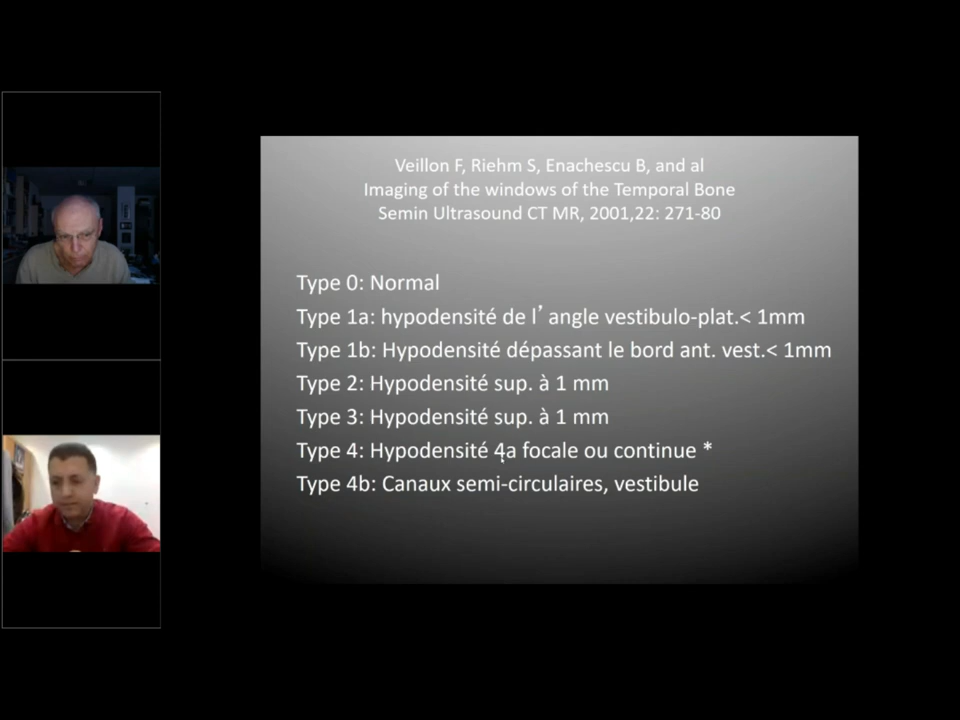 Veillon F, Riehm S, Enachescu B, and al
Imaging of the windows of the Temporal Bone
Semin Ultrasound CT MR, 2001,22: 271-80
Type 0: Normal
Type 1a: hypodensité de l’angle vestibulo-plat.< 1mm
Type 1b: Hypodensité dépassant le bord ant. vest.< 1mm
Type 2: Hypodensité sup. à 1 mm
Type 3: Hypodensité sup. à 1 mm
Type 4: Hypodensité 4a focale ou continue *
Type 4b: Canaux semi-circulaires, vestibule